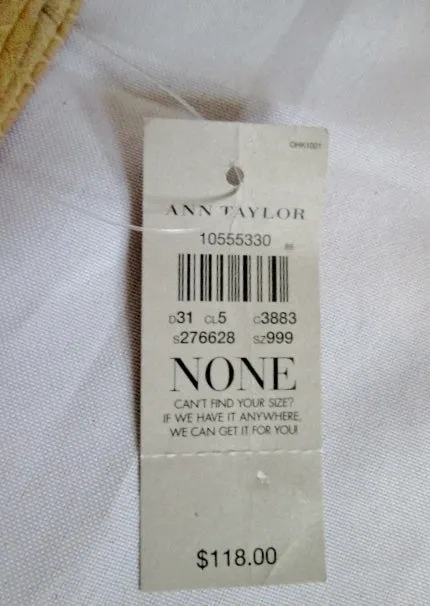 OHK1001
ANN TAYLOR
10555330 86
D31 CL5 C3883
S276628 SZ999
NONE
CAN'T FIND YOUR SIZE?
IF WE HAVE IT ANYWHERE,
WE CAN GET IT FOR YOU!
$118.00